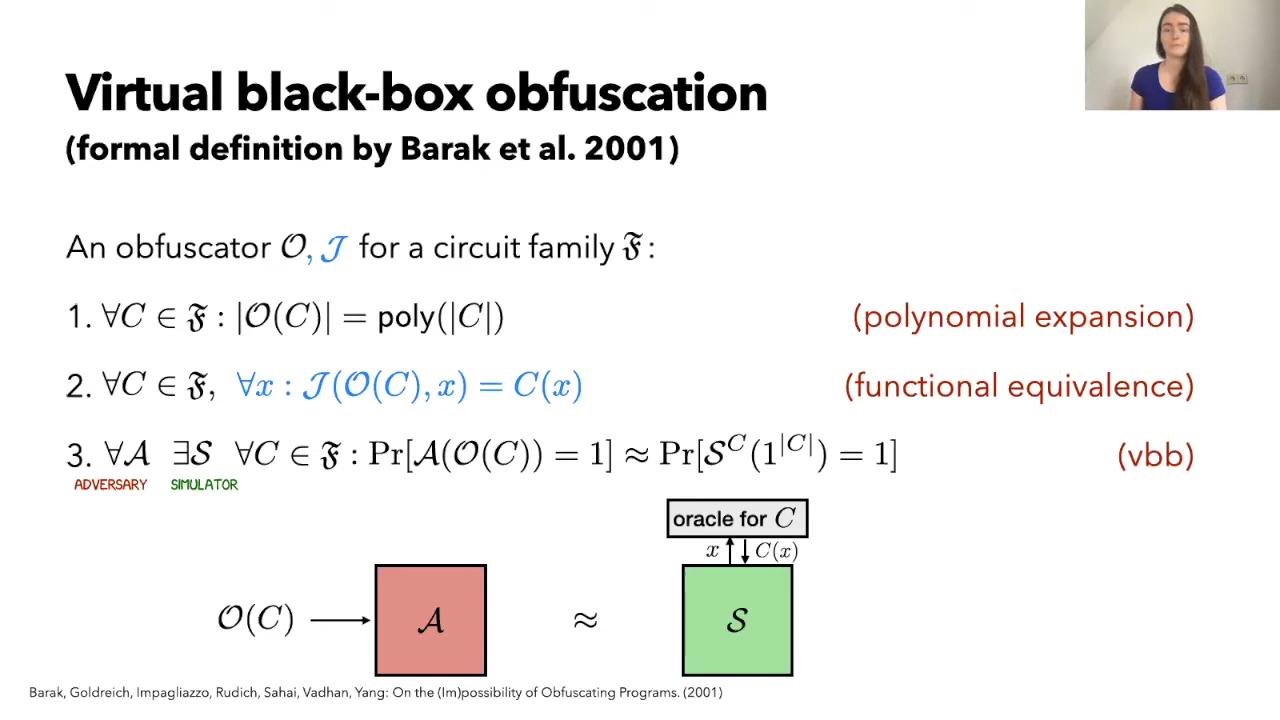 Virtual black-box obfuscation
(formal definition by Barak et al. 2001)
An obfuscator 𝒪, 𝒥 for a circuit family 𝔉:
1. ∀C ∈ 𝔉 : |𝒪(C)| = poly(|C|) (polynomial expansion)
2. ∀C ∈ 𝔉, ∀x : 𝒥(𝒪(C), x) = C(x) (functional equivalence)
3. ∀𝒜 ∃𝒮 ∀C ∈ 𝔉 : Pr[𝒜(𝒪(C)) = 1] ≈ Pr[𝒮^C(1^{|C|}) = 1] (vbb)
ADVERSARY SIMULATOR
oracle for C
x C(x)
𝒪(C) 𝒜 ≈ 𝒮
Barak, Goldreich, Impagliazzo, Rudich, Sahai, Vadhan, Yang: On the (Im)possibility of Obfuscating Programs. (2001)